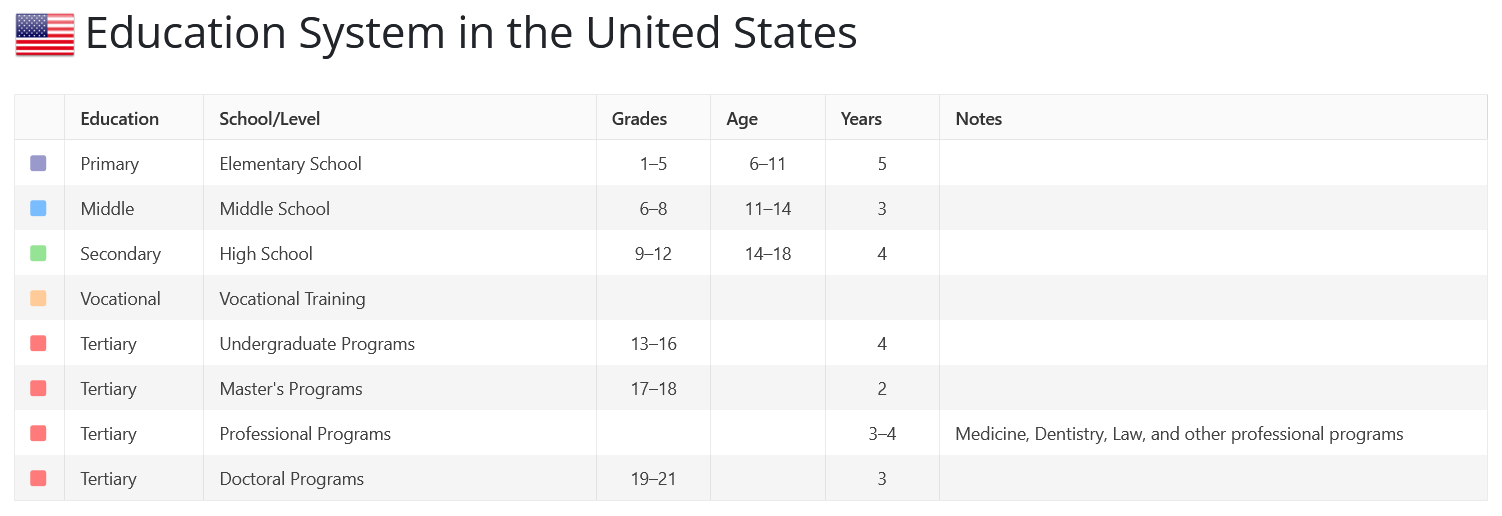 Education System in the United States
Education School/Level Grades Age Years Notes
Primary Elementary School 1–5 6–11 5
Middle Middle School 6–8 11–14 3
Secondary High School 9–12 14–18 4
Vocational Vocational Training
Tertiary Undergraduate Programs 13–16 4
Tertiary Master's Programs 17–18 2
Tertiary Professional Programs 3–4 Medicine, Dentistry, Law, and other professional programs
Tertiary Doctoral Programs 19–21 3